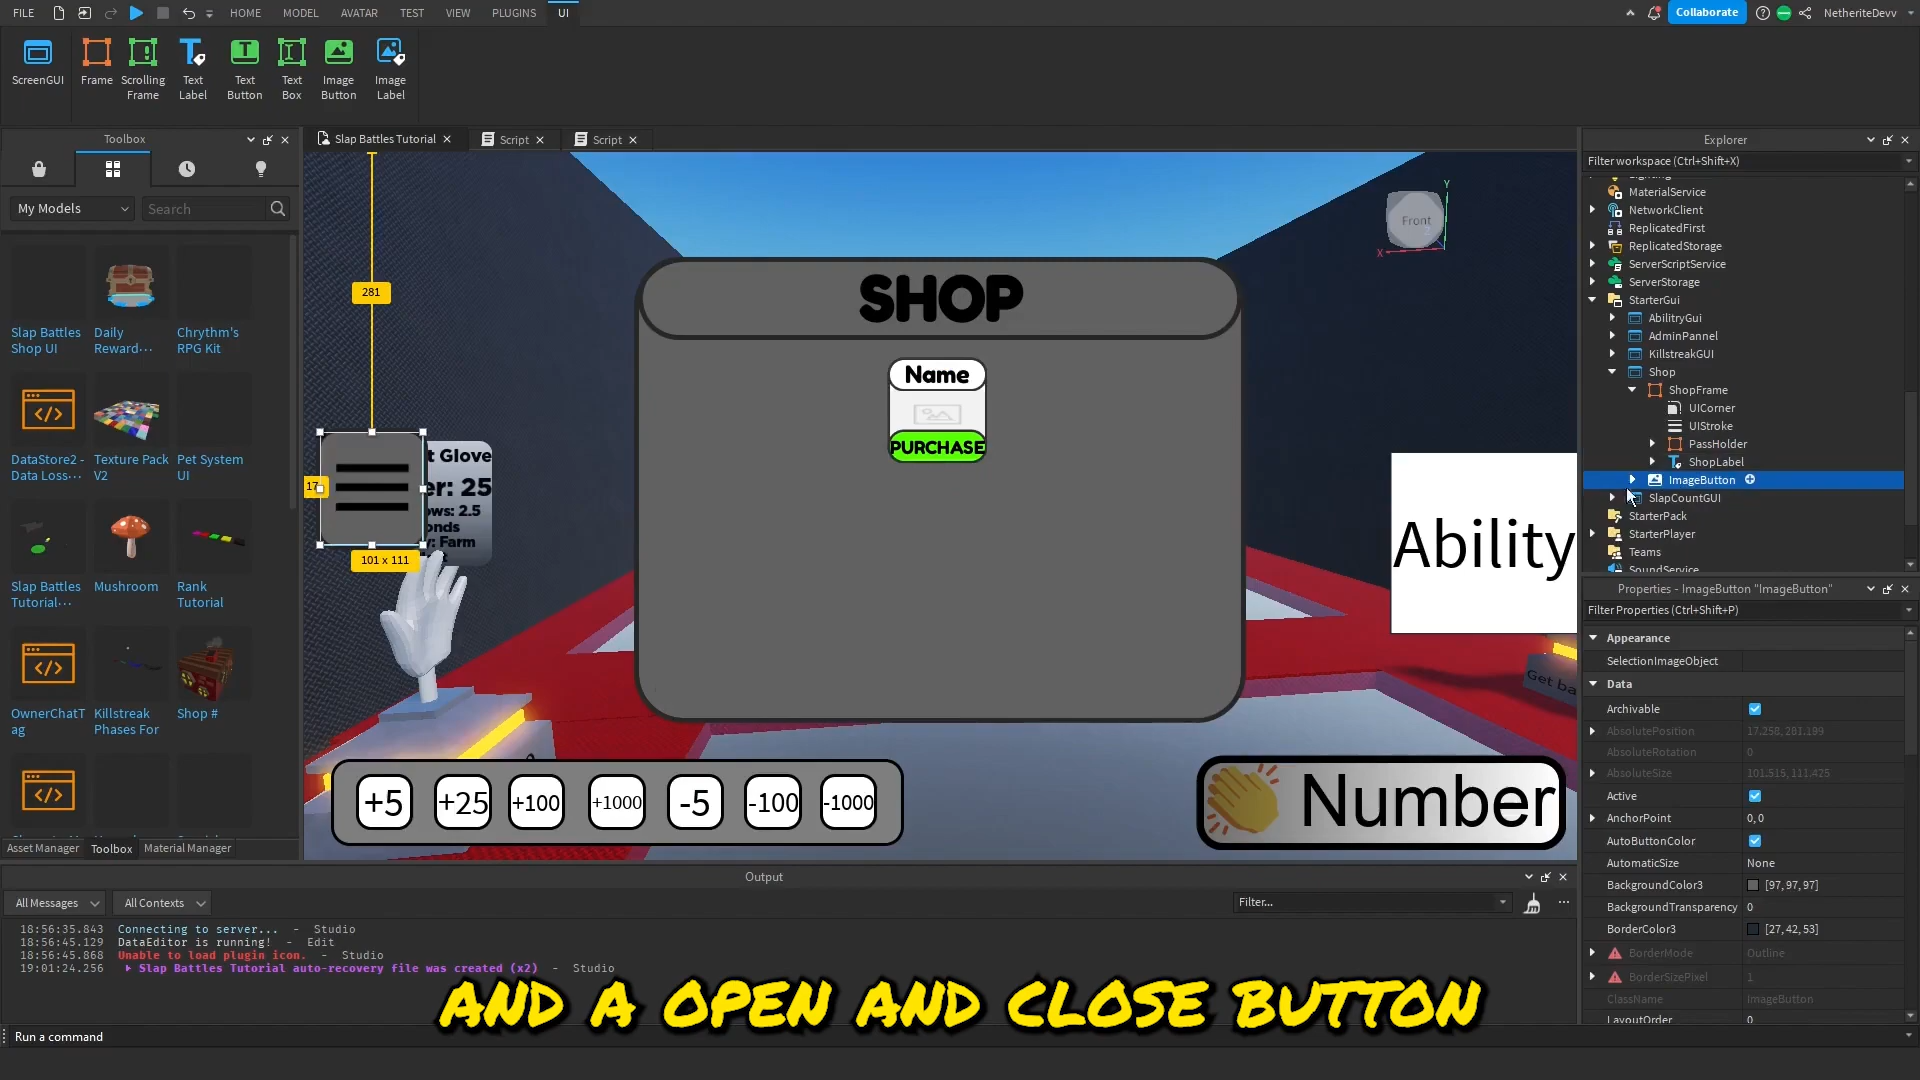 FILE
HOME
MODEL
AVATAR
TEST
VIEW
PLUGINS
UI
Collaborate
NetheriteDevv
ScreenGUI
Frame
Scrolling
Frame
Text
Label
Text
Button
Text
Box
Image
Button
Image
Label
Toolbox
My Models
Search
Slap Battles
Shop UI
Daily
Reward...
Chrythm's
RPG Kit
DataStore2 -
Data Loss...
Texture Pack
V2
Pet System
UI
Slap Battles
Tutorial...
Mushroom
Rank
Tutorial
OwnerChatT
ag
Killstreak
Phases For
Shop #
Asset Manager
Toolbox
Material Manager
Slap Battles Tutorial
Script
Script
281
Front
X
Y
SHOP
Name
PURCHASE
t Glove
er: 25
ows: 2.5
onds
y: Farm
101 x 111
Ability
Get ba
+5
+25
+100
+1000
-5
-100
-1000
Number
Explorer
Filter workspace (Ctrl+Shift+X)
Lighting
MaterialService
NetworkClient
ReplicatedFirst
ReplicatedStorage
ServerScriptService
ServerStorage
StarterGui
AbilitryGui
AdminPannel
KillstreakGUI
Shop
ShopFrame
UICorner
UIStroke
PassHolder
ShopLabel
ImageButton
SlapCountGUI
StarterPack
StarterPlayer
Teams
SoundService
Properties - ImageButton "ImageButton"
Filter Properties (Ctrl+Shift+P)
Appearance
SelectionImageObject
Data
Archivable
AbsolutePosition 17.258, 281.199
AbsoluteRotation 0
AbsoluteSize 101.515, 111.425
Active
AnchorPoint 0, 0
AutoButtonColor
AutomaticSize None
BackgroundColor3 [97, 97, 97]
BackgroundTransparency 0
BorderColor3 [27, 42, 53]
BorderMode Outline
BorderSizePixel 1
ClassName ImageButton
LayoutOrder 0
Output
All Messages
All Contexts
Filter...
18:56:35.843 Connecting to server... - Studio
18:56:45.129 DataEditor is running! - Edit
18:56:45.868 Unable to load plugin icon. - Studio
19:01:24.256 Slap Battles Tutorial auto-recovery file was created (x2) - Studio
AND A OPEN AND CLOSE BUTTON
Run a command